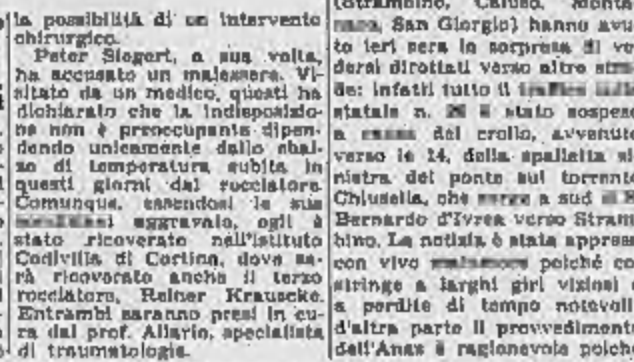 la possibilità di un intervento
chirurgico.
Peter Siegert, a sua volta,
ha accusato un malessere. Vi-
sitato da un medico, questi ha
dichiarato che la indisposizio-
ne non è preoccupante dipen-
dendo unicamente dallo sbal-
zo di temperatura subita in
questi giorni dal rocciatore.
Comunque, essendosi le sue
aggravate, egli è
stato ricoverato nell'istituto
Codivilla di Cortina, dove sa-
rà ricoverato anche il terzo
rocciatore, Reiner Krauscke.
Entrambi saranno presi in cu-
ra dal prof. Allario, specialista
di traumatologia.
San Giorgio) hanno avu
to ieri sera la sorpresa di ve
dersi dirottati verso altre
de: infatti tutto il
statale n. 26 è stato sospeso
a del crollo, avvenuto
verso le 14, della spalletta si
nistra del ponte sul torrente
Chiusella, che a sud
Bernardo d'Ivrea verso Stram
bino. La notizia è stata appresa
con vivo poiché co
stringe a larghi giri viziosi e
a perdite di tempo notevoli
d'altra parte il provvedimento
dell'Anas è ragionevole poiché